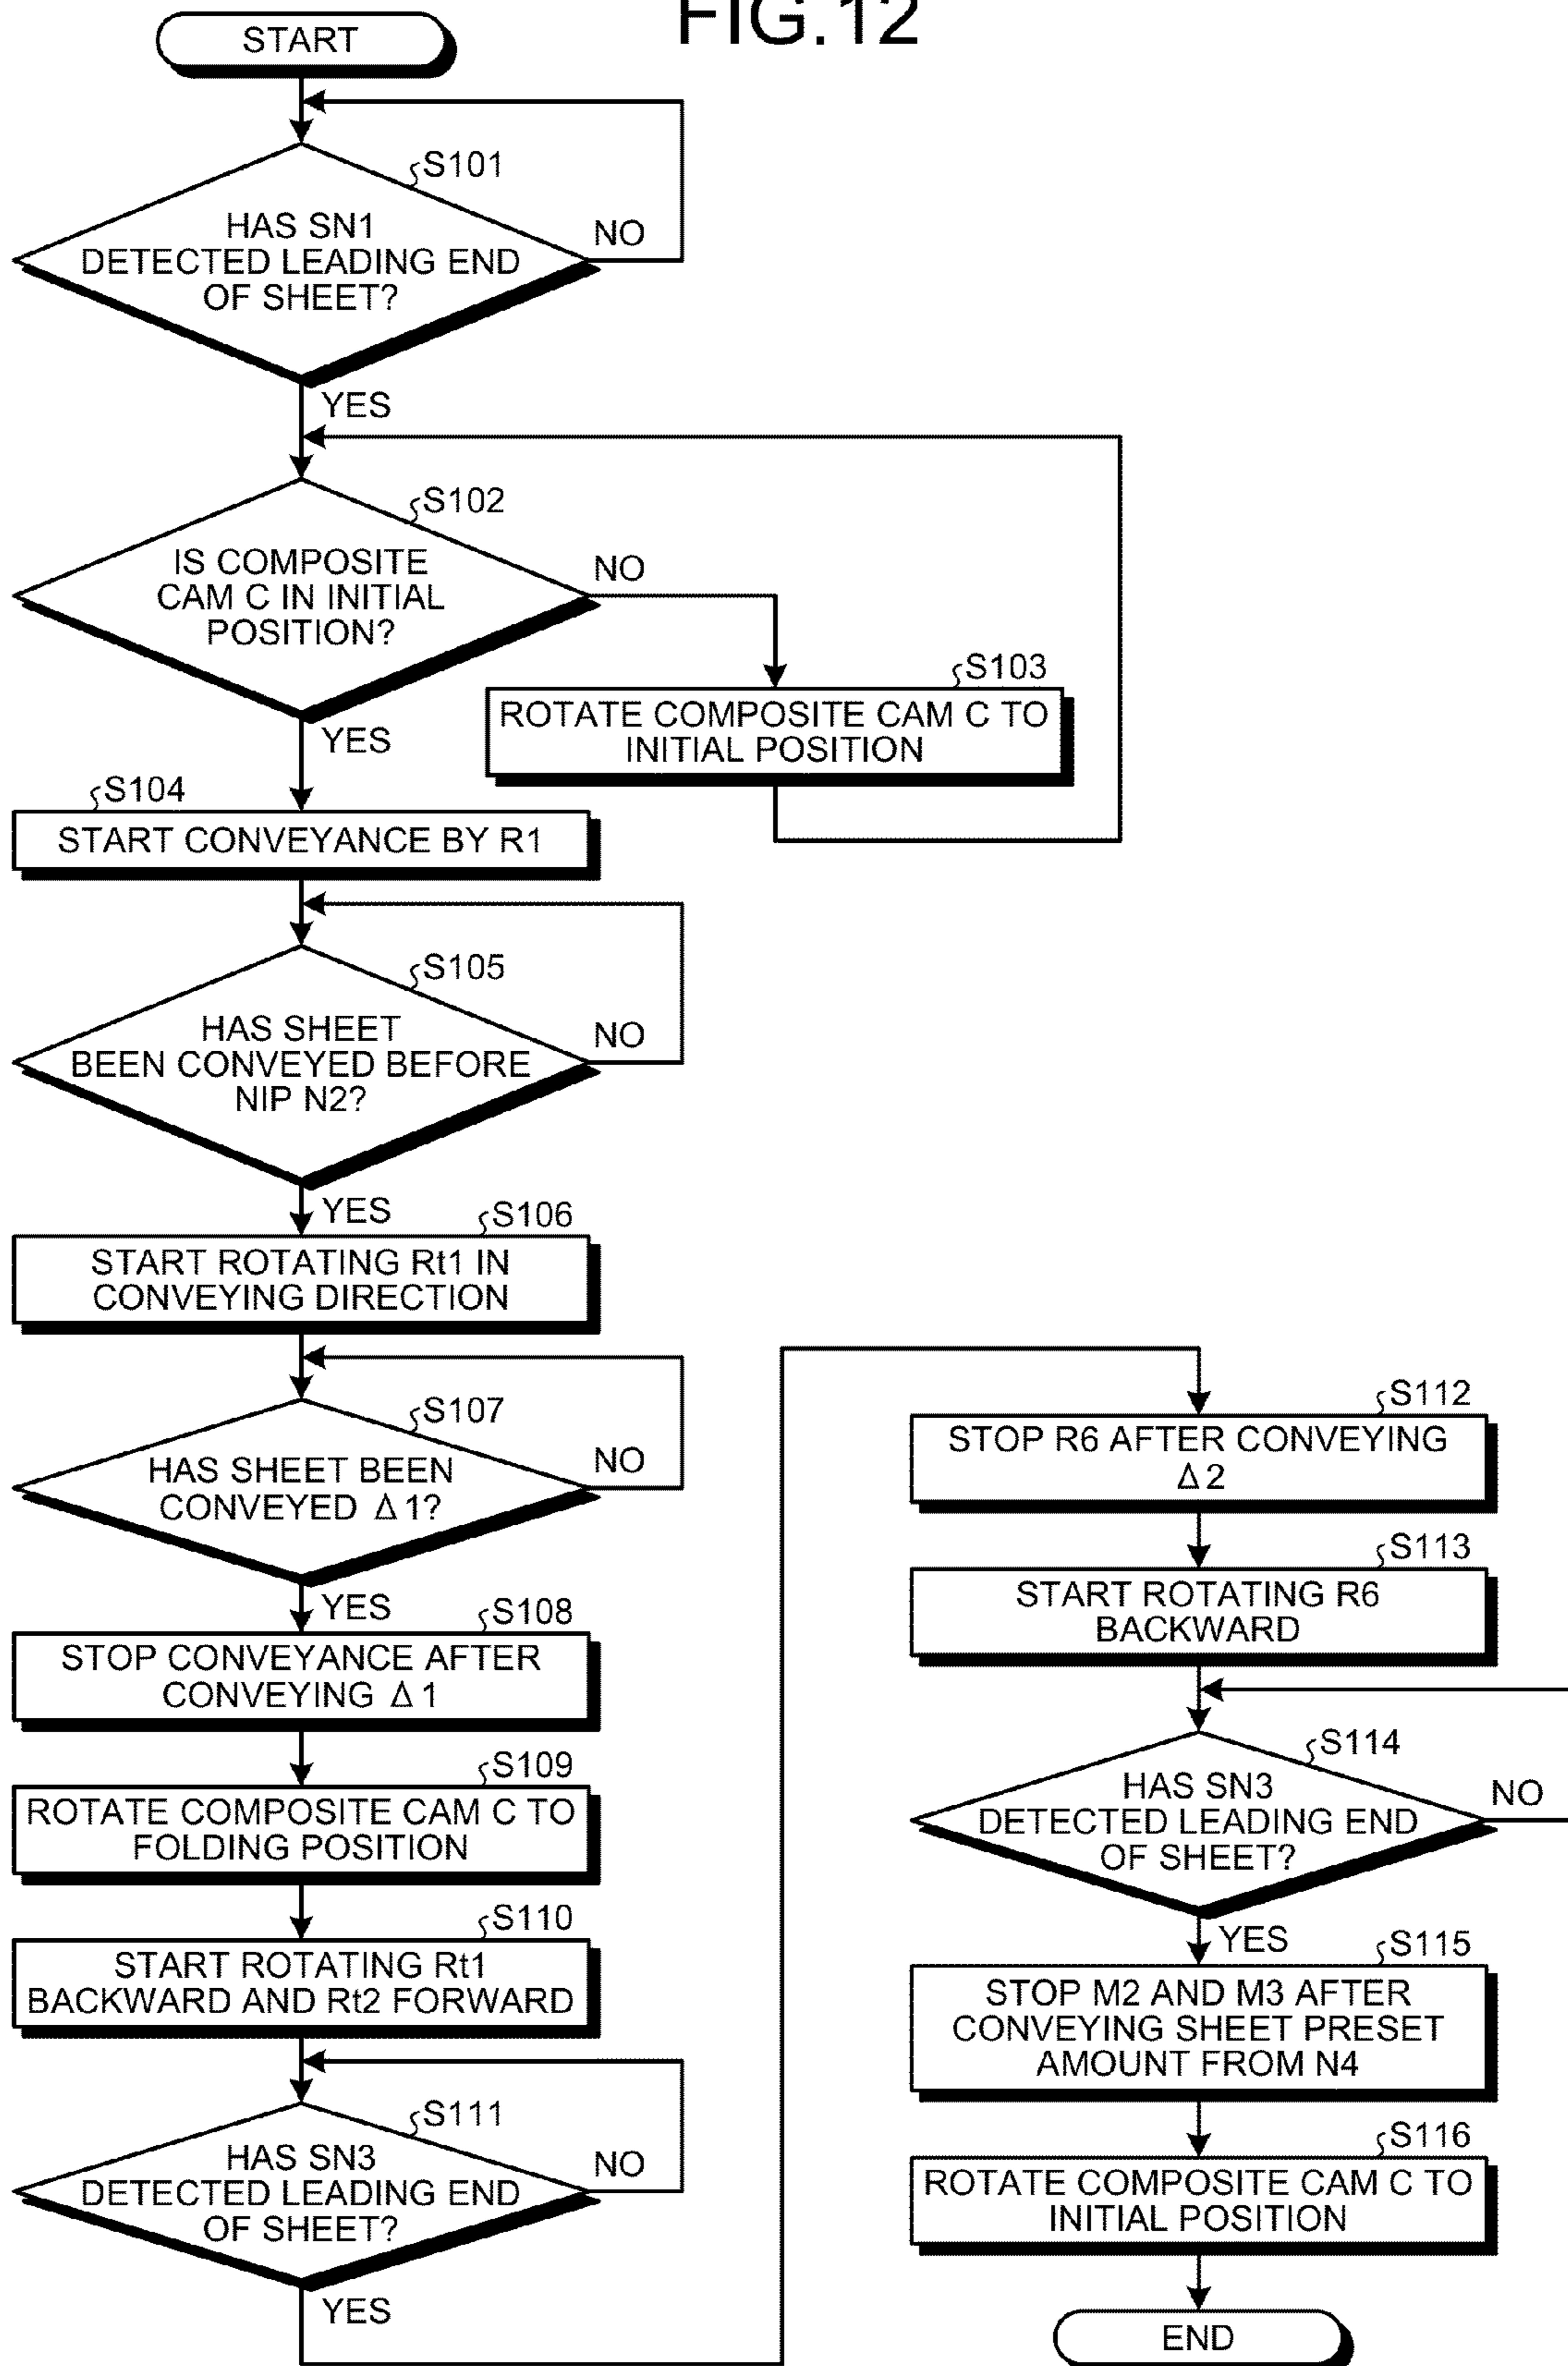 FIG.12
START
S101
HAS SN1
DETECTED LEADING END
OF SHEET?
NO
YES
S102
IS COMPOSITE
CAM C IN INITIAL
POSITION?
NO
YES
S103
ROTATE COMPOSITE CAM C TO
INITIAL POSITION
S104
START CONVEYANCE BY R1
S105
HAS SHEET
BEEN CONVEYED BEFORE
NIP N2?
NO
YES
S106
START ROTATING Rt1 IN
CONVEYING DIRECTION
S107
HAS SHEET BEEN
CONVEYED Δ1?
NO
YES
S108
STOP CONVEYANCE AFTER
CONVEYING Δ1
S109
ROTATE COMPOSITE CAM C TO
FOLDING POSITION
S110
START ROTATING Rt1
BACKWARD AND Rt2 FORWARD
S111
HAS SN3
DETECTED LEADING END
OF SHEET?
NO
YES
S112
STOP R6 AFTER CONVEYING
Δ2
S113
START ROTATING R6
BACKWARD
S114
HAS SN3
DETECTED LEADING END
OF SHEET?
NO
YES
S115
STOP M2 AND M3 AFTER
CONVEYING SHEET PRESET
AMOUNT FROM N4
S116
ROTATE COMPOSITE CAM C TO
INITIAL POSITION
END